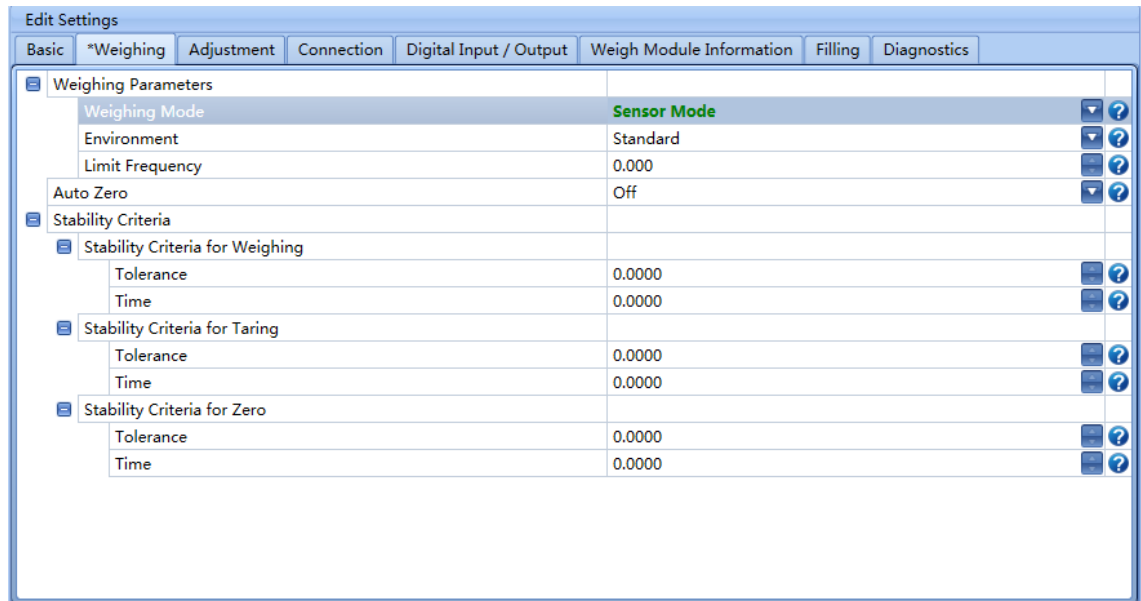 Edit Settings
Basic *Weighing Adjustment Connection Digital Input / Output Weigh Module Information Filling Diagnostics
Weighing Parameters
Weighing Mode Sensor Mode
Environment Standard
Limit Frequency 0.000
Auto Zero Off
Stability Criteria
Stability Criteria for Weighing
Tolerance 0.0000
Time 0.0000
Stability Criteria for Taring
Tolerance 0.0000
Time 0.0000
Stability Criteria for Zero
Tolerance 0.0000
Time 0.0000